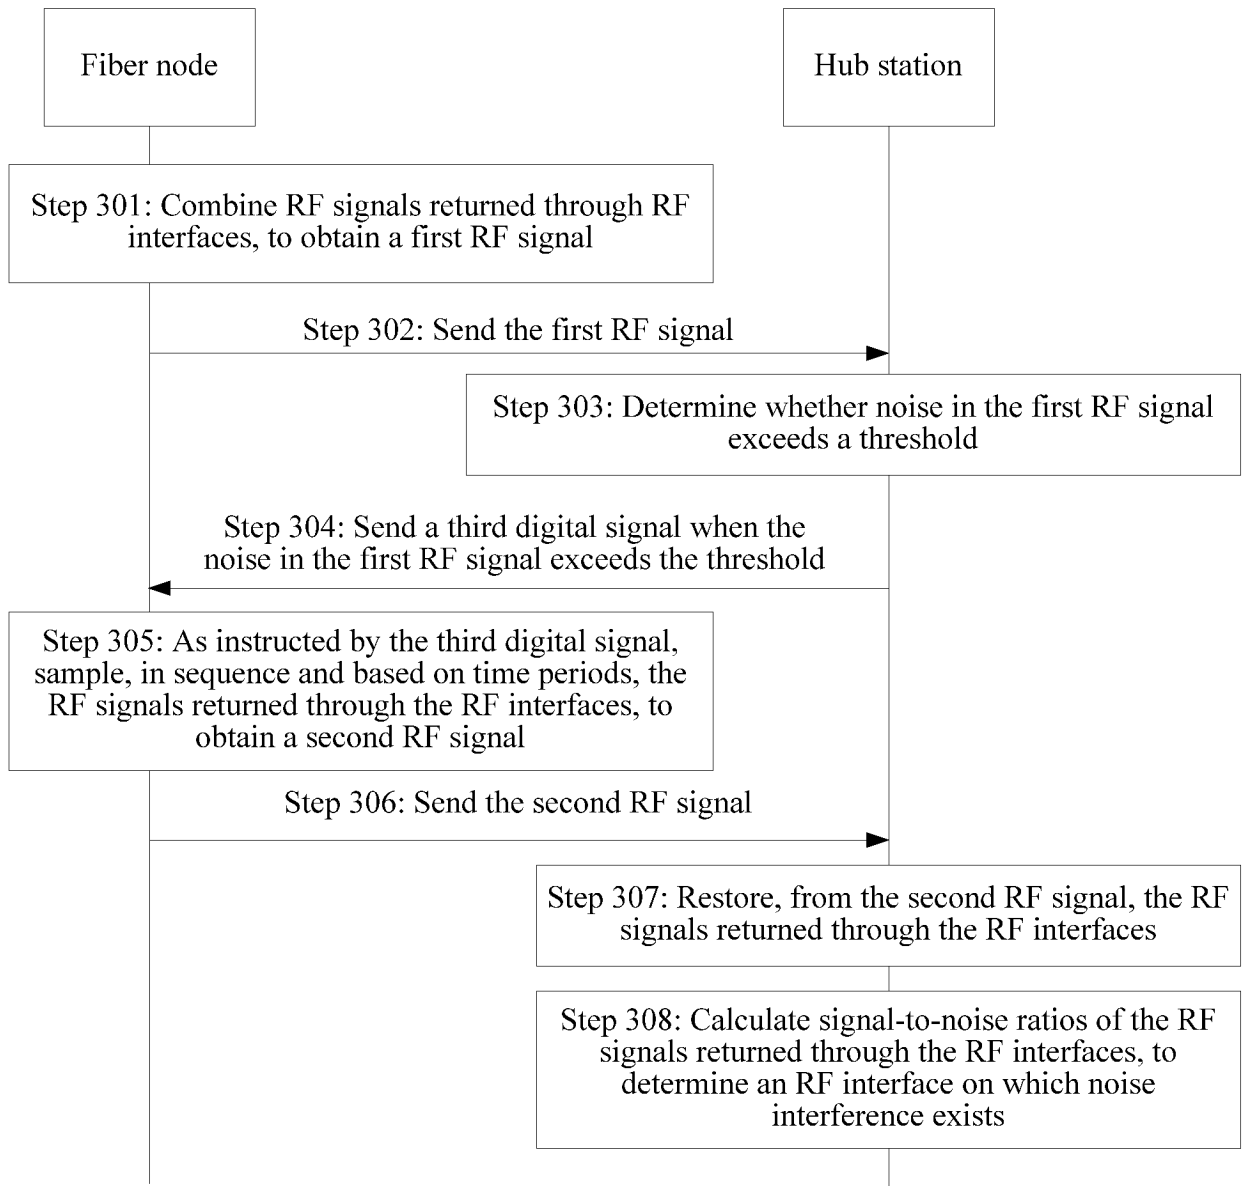 Fiber node
Hub station
Step 301: Combine RF signals returned through RF
interfaces, to obtain a first RF signal
Step 302: Send the first RF signal
Step 303: Determine whether noise in the first RF signal
exceeds a threshold
Step 304: Send a third digital signal when the
noise in the first RF signal exceeds the threshold
Step 305: As instructed by the third digital signal,
sample, in sequence and based on time periods, the
RF signals returned through the RF interfaces, to
obtain a second RF signal
Step 306: Send the second RF signal
Step 307: Restore, from the second RF signal, the RF
signals returned through the RF interfaces
Step 308: Calculate signal-to-noise ratios of the RF
signals returned through the RF interfaces, to
determine an RF interface on which noise
interference exists